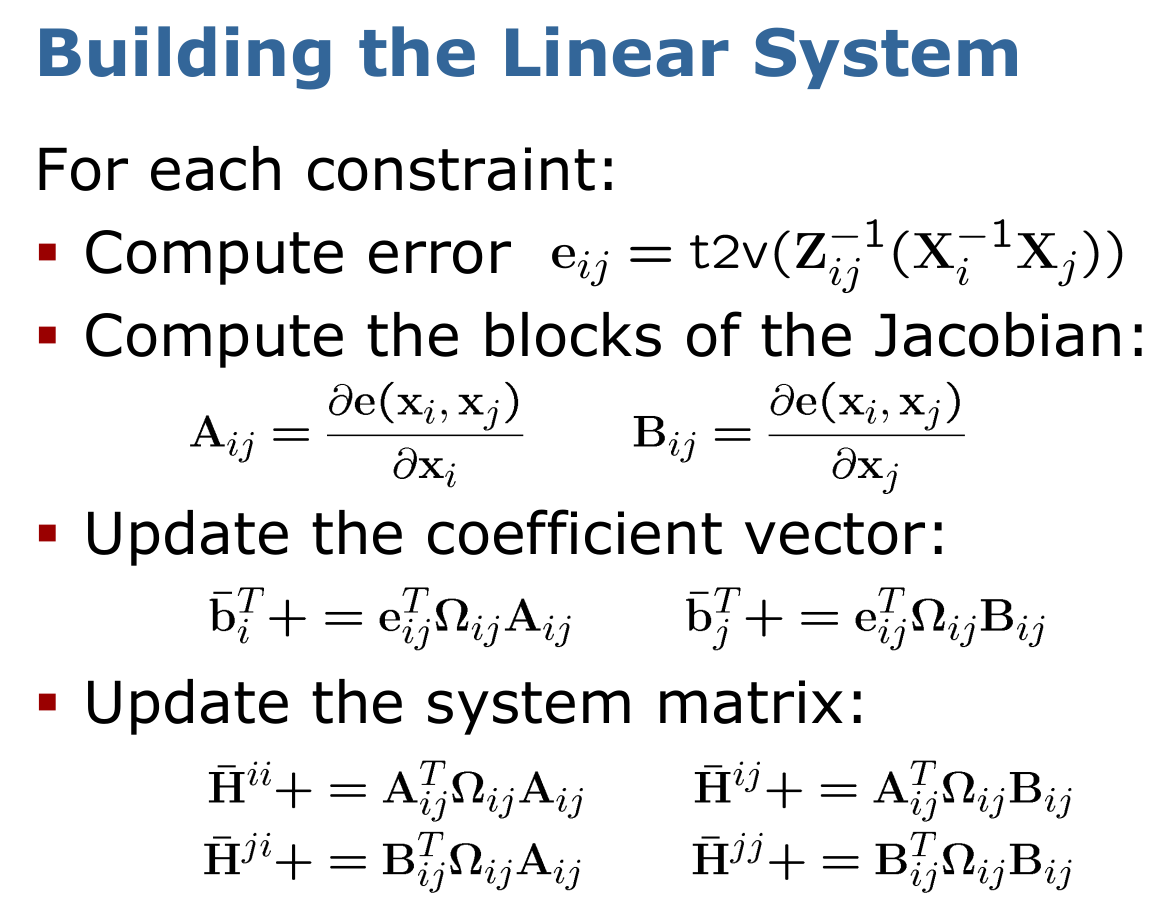 Building the Linear System
For each constraint:
▪ Compute error $\mathbf{e}_{ij} = \mathrm{t2v}(\mathbf{Z}_{ij}^{-1}(\mathbf{X}_i^{-1}\mathbf{X}_j))$
▪ Compute the blocks of the Jacobian:
$\mathbf{A}_{ij} = \frac{\partial \mathbf{e}(\mathbf{x}_i, \mathbf{x}_j)}{\partial \mathbf{x}_i}$ $\mathbf{B}_{ij} = \frac{\partial \mathbf{e}(\mathbf{x}_i, \mathbf{x}_j)}{\partial \mathbf{x}_j}$
▪ Update the coefficient vector:
$\bar{\mathbf{b}}_i^T += \mathbf{e}_{ij}^T \mathbf{\Omega}_{ij} \mathbf{A}_{ij}$ $\bar{\mathbf{b}}_j^T += \mathbf{e}_{ij}^T \mathbf{\Omega}_{ij} \mathbf{B}_{ij}$
▪ Update the system matrix:
$\bar{\mathbf{H}}^{ii} += \mathbf{A}_{ij}^T \mathbf{\Omega}_{ij} \mathbf{A}_{ij}$ $\bar{\mathbf{H}}^{ij} += \mathbf{A}_{ij}^T \mathbf{\Omega}_{ij} \mathbf{B}_{ij}$
$\bar{\mathbf{H}}^{ji} += \mathbf{B}_{ij}^T \mathbf{\Omega}_{ij} \mathbf{A}_{ij}$ $\bar{\mathbf{H}}^{jj} += \mathbf{B}_{ij}^T \mathbf{\Omega}_{ij} \mathbf{B}_{ij}$